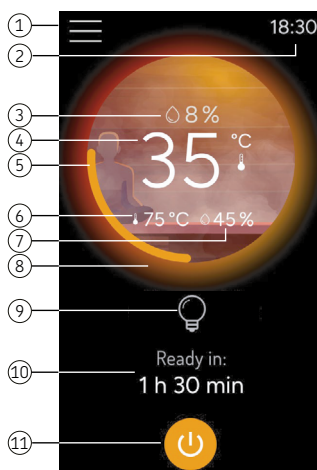 ① 18:30
②
③ 8 %
④ 35 °C
⑤
⑥ 75 °C 45 %
⑦
⑧
⑨
Ready in:
⑩ 1 h 30 min
⑪